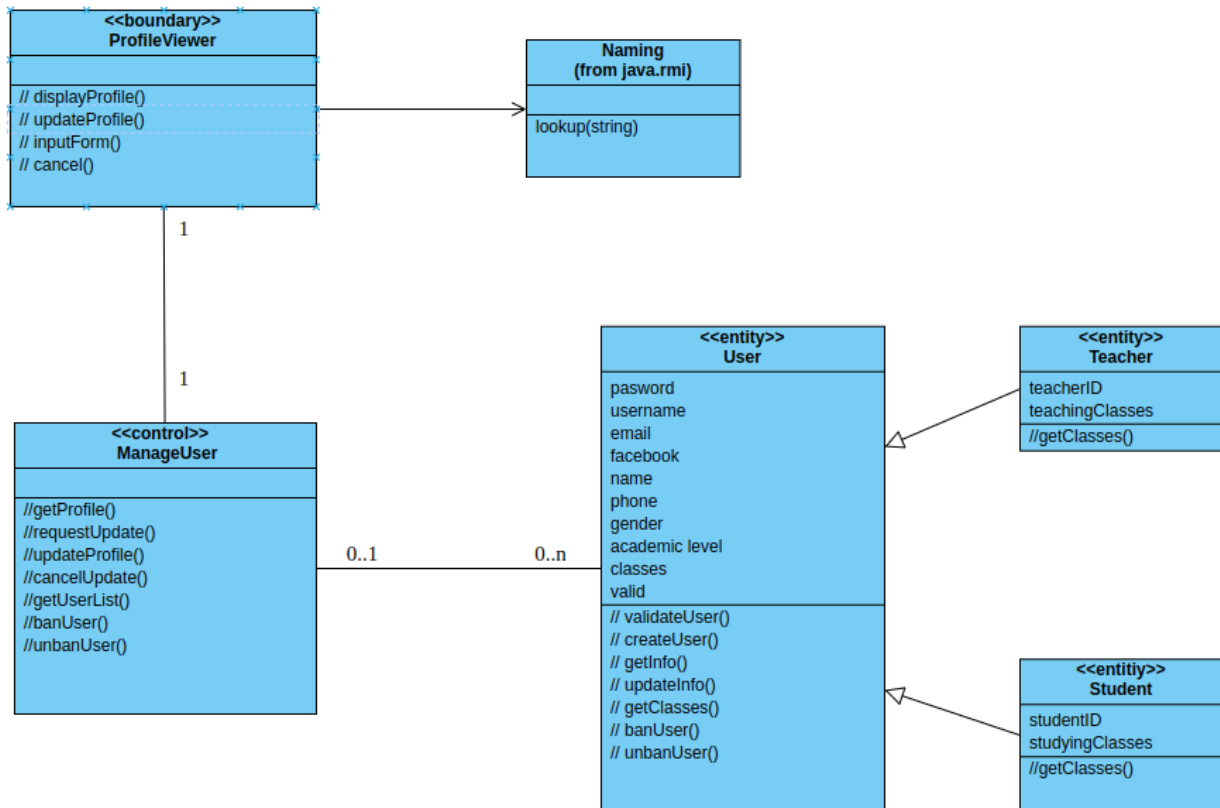 <<boundary>>
ProfileViewer
// displayProfile()
// updateProfile()
// inputForm()
// cancel()
Naming
(from java.rmi)
lookup(string)
1
1
<<control>>
ManageUser
//getProfile()
//requestUpdate()
//updateProfile()
//cancelUpdate()
//getUserList()
//banUser()
//unbanUser()
0..1
0..n
<<entity>>
User
pasword
username
email
facebook
name
phone
gender
academic level
classes
valid
// validateUser()
// createUser()
// getInfo()
// updateInfo()
// getClasses()
// banUser()
// unbanUser()
<<entity>>
Teacher
teacherID
teachingClasses
//getClasses()
<<entitiy>>
Student
studentID
studyingClasses
//getClasses()